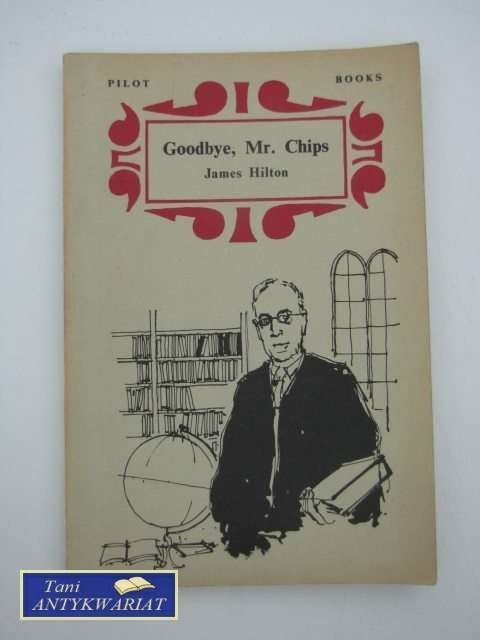 PILOT BOOKS
Goodbye, Mr. Chips
James Hilton
Tani
ANTYKWARIAT